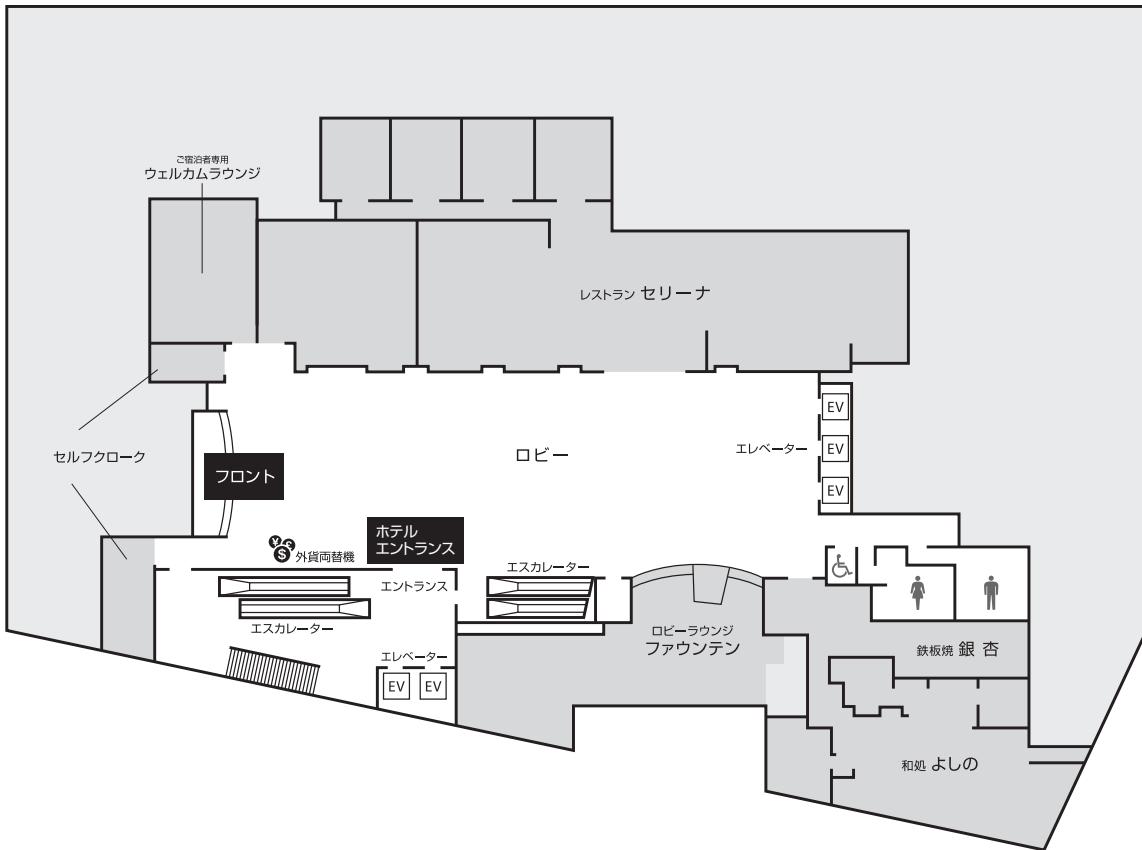 ご宿泊者専用
ウェルカムラウンジ
レストラン セリーナ
EV
セルフクローク
ロビー
エレベーター
EV
フロント
EV
ホテル
エントランス
¥
£
$
外貨両替機
エスカレーター
エントランス
エスカレーター
ロビーラウンジ
ファウンテン
鉄板焼 銀杏
エレベーター
EV
EV
和処 よしの